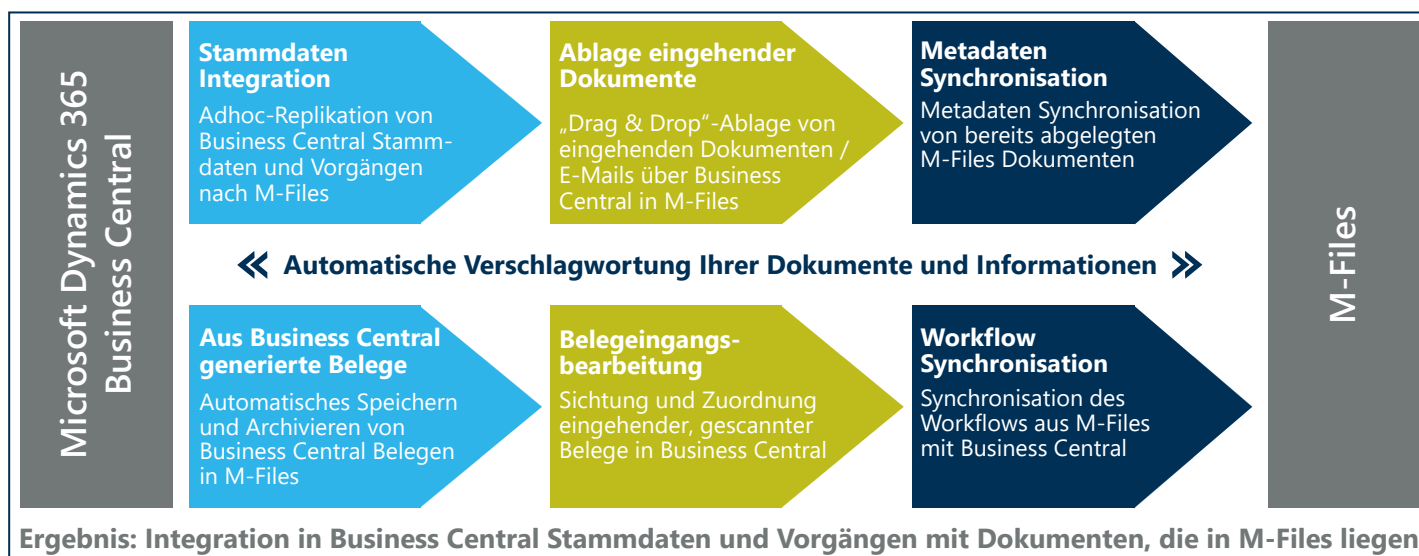 Microsoft Dynamics 365
Business Central
Stammdaten
Integration
Adhoc-Replikation von
Business Central Stamm-
daten und Vorgängen
nach M-Files
Ablage eingehender
Dokumente
„Drag & Drop“-Ablage von
eingehenden Dokumenten /
E-Mails über Business
Central in M-Files
Metadaten
Synchronisation
Metadaten Synchronisation
von bereits abgelegten
M-Files Dokumenten
« Automatische Verschlagwortung Ihrer Dokumente und Informationen »
Aus Business Central
generierte Belege
Automatisches Speichern
und Archivieren von
Business Central Belegen
in M-Files
Belegeingangs-
bearbeitung
Sichtung und Zuordnung
eingehender, gescannter
Belege in Business Central
Workflow
Synchronisation
Synchronisation des
Workflows aus M-Files
mit Business Central
M-Files
Ergebnis: Integration in Business Central Stammdaten und Vorgängen mit Dokumenten, die in M-Files liegen